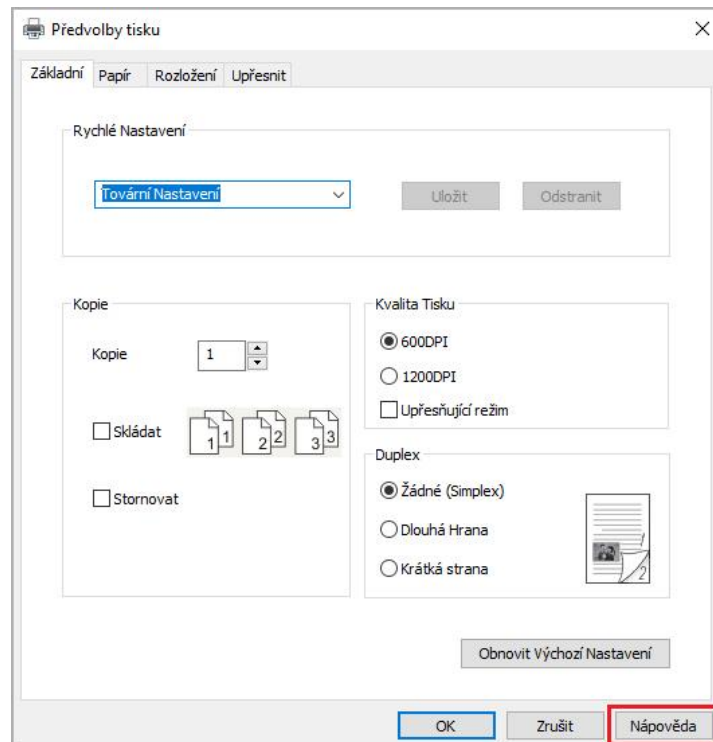 Předvolby tisku
Základní Papír Rozložení Upřesnit
Rychlé Nastavení
Tovární Nastavení
Uložit
Odstranit
Kopie
Kopie
1
Skládat
1 1 2 2 3 3
Stornovat
Kvalita Tisku
600DPI
1200DPI
Upřesňující režim
Duplex
Žádné (Simplex)
Dlouhá Hrana
Krátká strana
1
2
Obnovit Výchozí Nastavení
OK
Zrušit
Nápověda